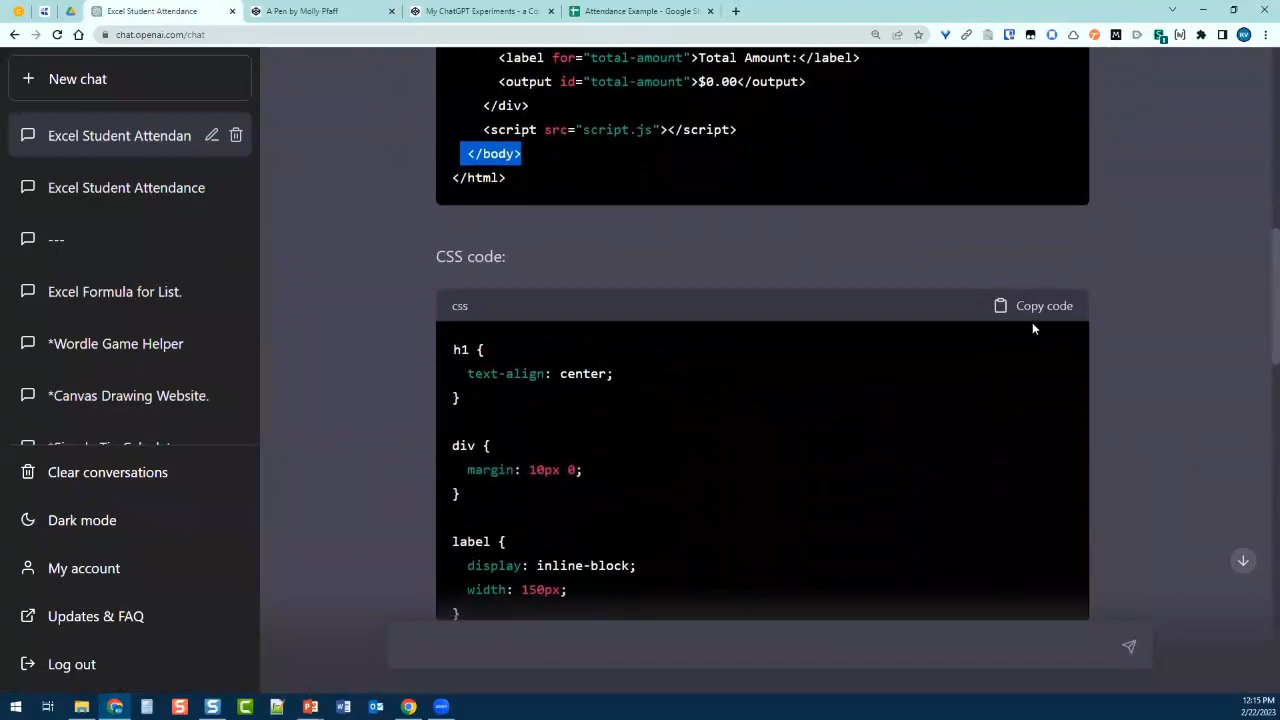 Excel Student Attendance
A Pen by Molly Pfaff.
My ChatGPT Experiments - a Co
Attendance Example - Google S
chat.openai.com/chat
New chat
Excel Student Attendan
Excel Student Attendance
---
Excel Formula for List.
*Wordle Game Helper
*Canvas Drawing Website.
Clear conversations
Dark mode
My account
Updates & FAQ
Log out
<label for="total-amount">Total Amount:</label>
<output id="total-amount">$0.00</output>
</div>
<script src="script.js"></script>
</body>
</html>
CSS code:
css
Copy code
h1 {
text-align: center;
}
div {
margin: 10px 0;
}
label {
display: inline-block;
width: 150px;
}
12:15 PM
2/22/2023